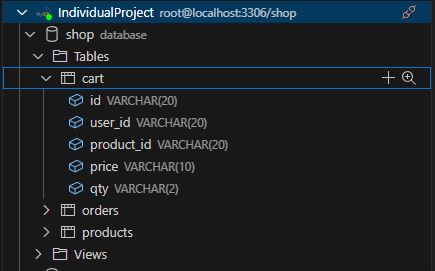 IndividualProject root@localhost:3306/shop
shop database
Tables
cart
id VARCHAR(20)
user_id VARCHAR(20)
product_id VARCHAR(20)
price VARCHAR(10)
qty VARCHAR(2)
orders
products
Views